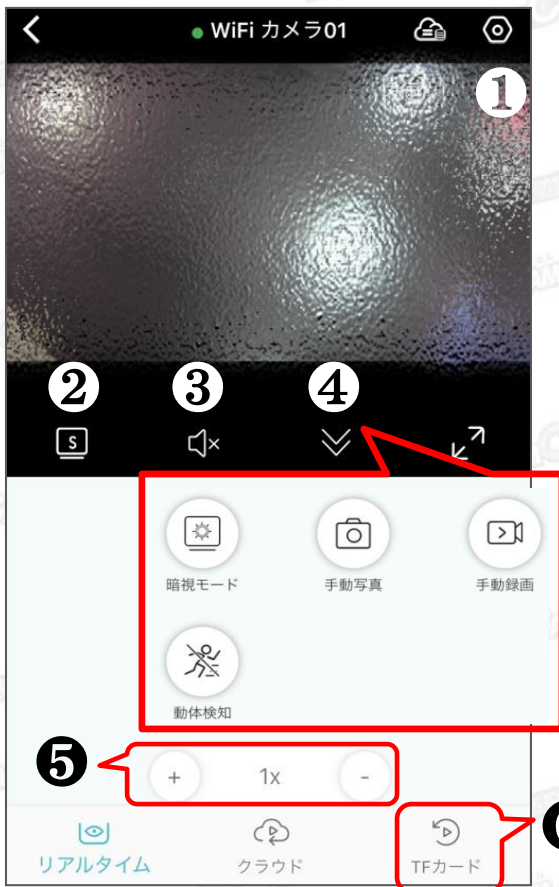 WiFi カメラ01
❶
❷ ❸ ❹
S
暗視モード 手動写真 手動録画
動体検知
❺
+ 1x -
リアルタイム クラウド TFカード